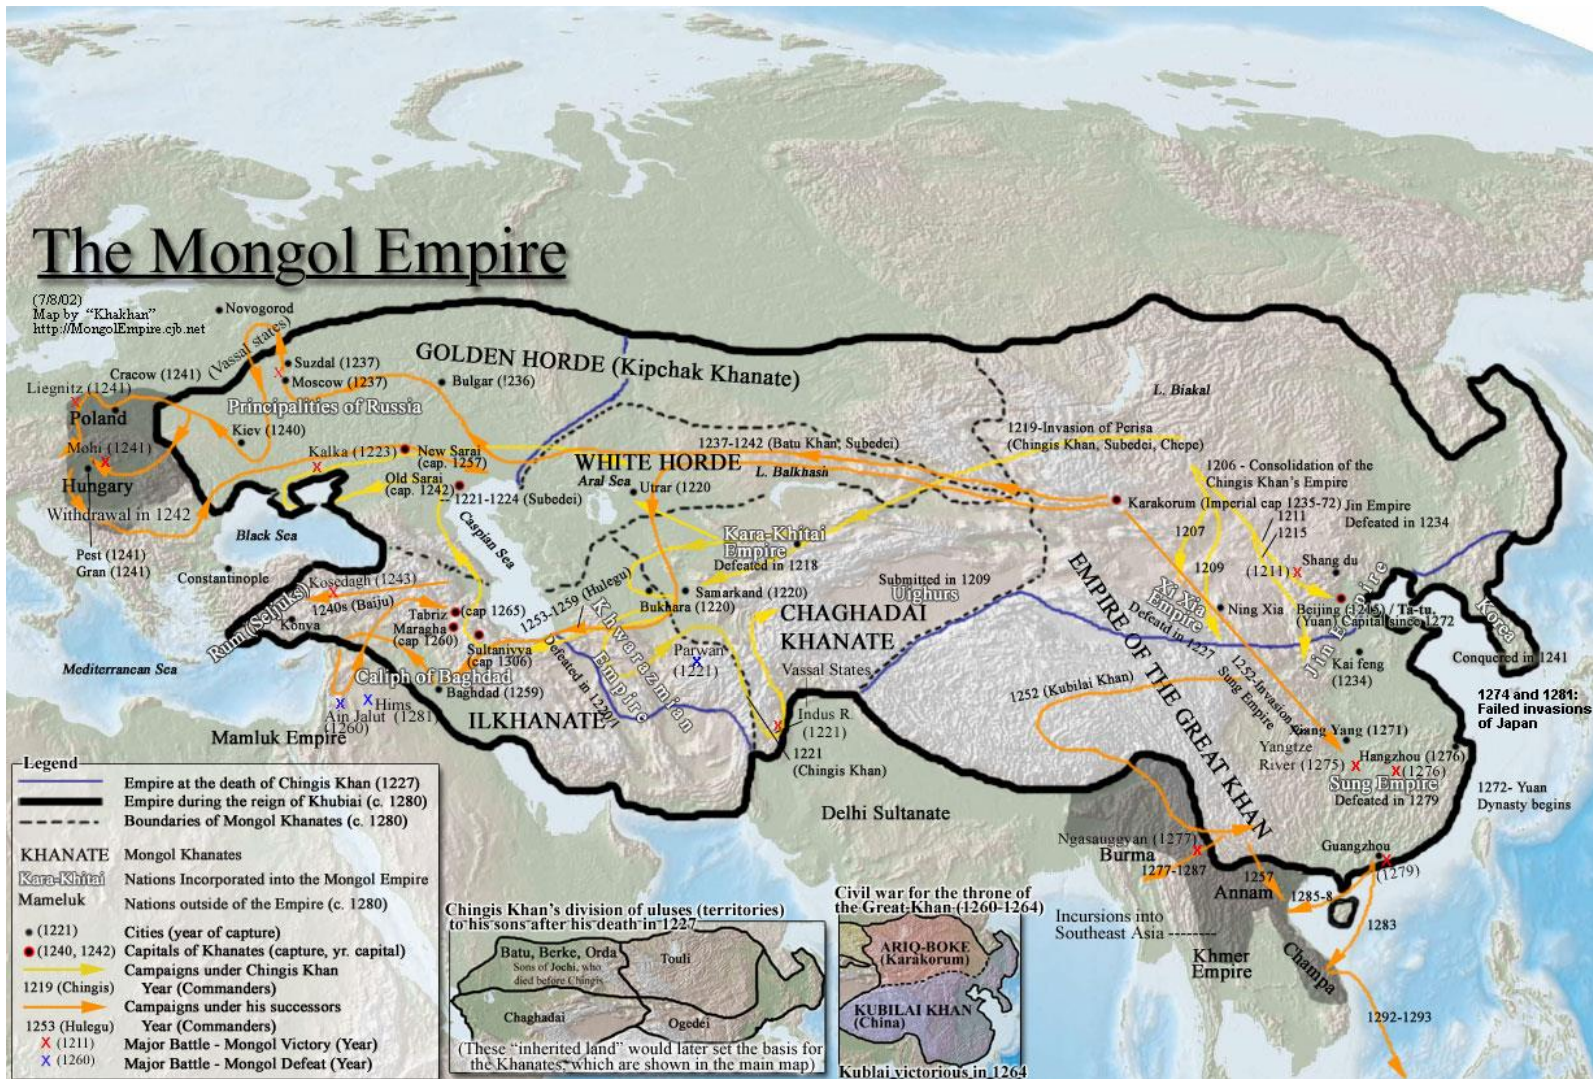 The Mongol Empire
(7/8/02)
Map by "Khakhan"
http://MongolEmpire.cjb.net
Novogorod
(Vassal states)
Suzdal (1237)
Moscow (1237)
Cracow (1241)
Liegnitz (1241)
Poland
Principalities of Russia
Kiev (1240)
Mohi (1241)
Hungary
Withdrawal in 1242
Pest (1241)
Gran (1241)
GOLDEN HORDE (Kipchak Khanate)
Bulgar (!236)
Kalka (1223)
New Sarai
(cap. 1257)
Old Sarai
(cap. 1242)
1221-1224 (Subedei)
WHITE HORDE
Aral Sea
Utrar (1220
1237-1242 (Batu Khan, Subedei)
L. Balkhash
1219-Invasion of Perisa
(Chingis Khan, Subedei, Chepe)
L. Biakal
1206 - Consolidation of the
Chingis Khan's Empire
Karakorum (Imperial cap 1235-72)
Jin Empire
Defeated in 1234
1211
1215
1207
1209
Shang du
(1211)
Black Sea
Caspian Sea
Constantinople
Kosedagh (1243)
1240s (Baiju)
Rum (Seljuks)
Konya
Tabriz
(cap 1265)
Maragha
(cap 1260)
Sultaniyya
(cap 1306)
1253-1259 (Hulegu)
Kara-Khitai
Empire
Defeated in 1218
Samarkand (1220)
Bukhara (1220)
Submitted in 1209
Uighurs
CHAGHADAI
KHANATE
Vassal States
Khwarazmian
Empire
Defeated in 1220/1
Parwan
(1221)
Mediterranean Sea
Caliph of Baghdad
Baghdad (1259)
Hims
(1281)
Ain Jalut
(1260)
Mamluk Empire
ILKHANATE
Indus R.
(1221)
1221
(Chingis Khan)
Delhi Sultanate
EMPIRE OF THE GREAT KHAN
Xi Xia
Empire
Defeatd in 1227
Ning Xia
Beijing (1215) / Ta-tu.
(Yuan) Capital since 1272
Jin Empire
Kai feng
(1234)
Korea
Conquered in 1241
1274 and 1281:
Failed invasions
of Japan
1252 (Kubilai Khan)
1252-Invasion
Sung Empire
Xiang Yang (1271)
Yangtze
River (1275)
Hangzhou (1276)
(1276)
Sung Empire
Defeated in 1279
1272- Yuan
Dynasty begins
Ngasauggyan (1277)
Burma
1277-1287
1257
Annam
1285-8
Guangzhou
(1279)
1283
Incursions into
Southeast Asia
Khmer
Empire
Champa
1292-1293
Legend
Empire at the death of Chingis Khan (1227)
Empire during the reign of Khubiai (c. 1280)
Boundaries of Mongol Khanates (c. 1280)
KHANATE Mongol Khanates
Kara-Khitai Nations Incorporated into the Mongol Empire
Mameluk Nations outside of the Empire (c. 1280)
(1221) Cities (year of capture)
(1240, 1242) Capitals of Khanates (capture, yr. capital)
Campaigns under Chingis Khan
1219 (Chingis) Year (Commanders)
Campaigns under his successors
1253 (Hulegu) Year (Commanders)
X (1211) Major Battle - Mongol Victory (Year)
X (1260) Major Battle - Mongol Defeat (Year)
Chingis Khan's division of uluses (territories)
to his sons after his death in 1227
Batu, Berke, Orda
Sons of Jochi, who
died before Chingis
Touli
Chaghadai
Ogedei
(These "inherited land" would later set the basis for
the Khanates, which are shown in the main map)
Civil war for the throne of
the Great-Khan (1260-1264)
ARIQ-BOKE
(Karakorum)
KUBILAI KHAN
(China)
Kublai victorious in 1264